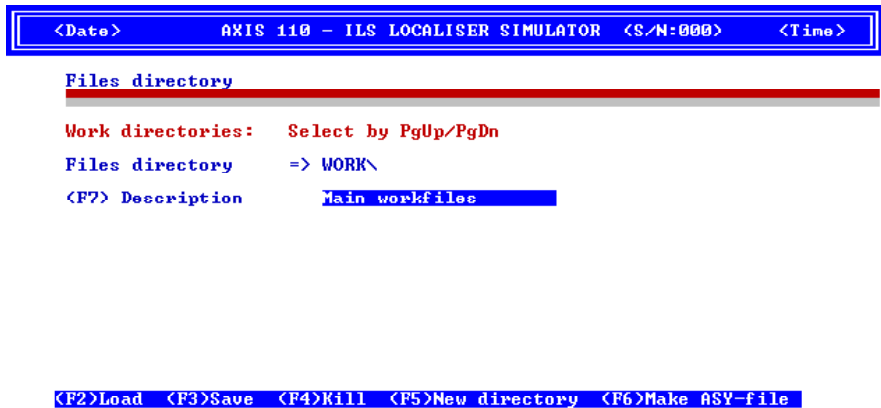 <Date> AXIS 110 - ILS LOCALISER SIMULATOR (S/N:000) <Time>
Files directory
Work directories: Select by PgUp/PgDn
Files directory => WORK\
(F7) Description Main workfiles
(F2)Load (F3)Save (F4)Kill (F5)New directory (F6)Make ASY-file